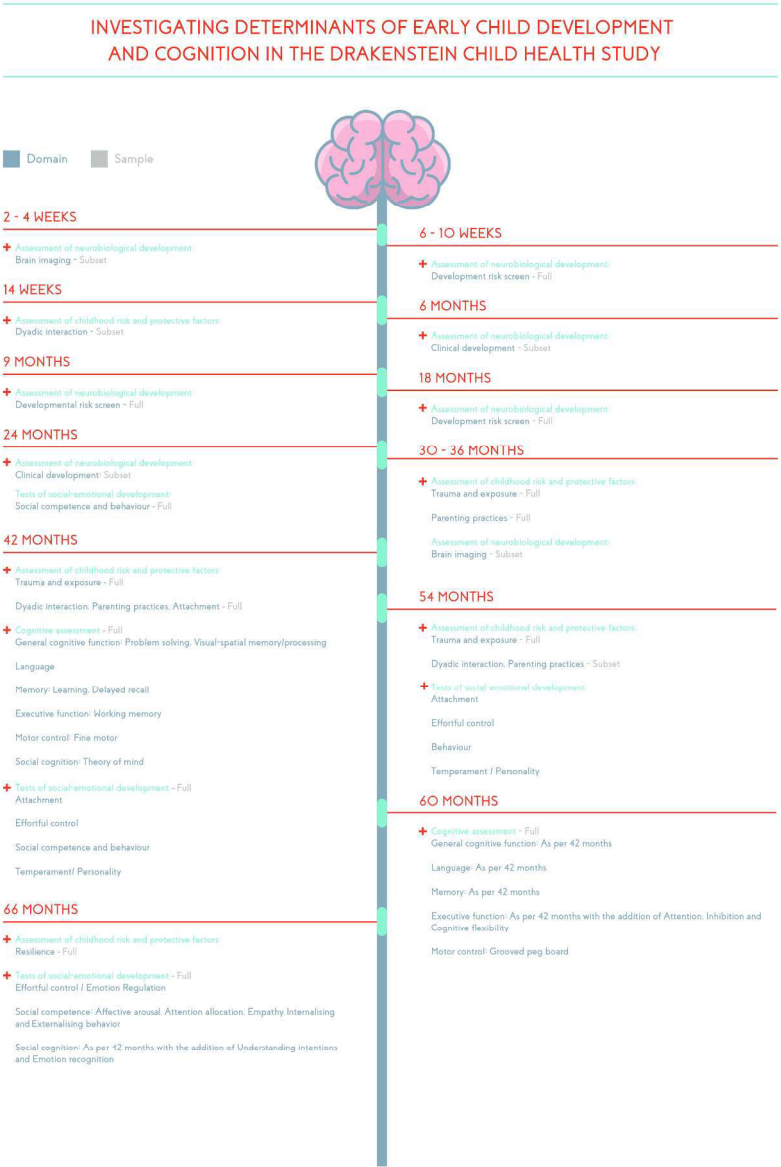 INVESTIGATING DETERMINANTS OF EARLY CHILD DEVELOPMENT
AND COGNITION IN THE DRAKENSTEIN CHILD HEALTH STUDY
Domain
Sample
2 - 4 WEEKS
Assessment of neurobiological development:
Brain imaging - Subset
6 - 10 WEEKS
Assessment of neurobiological development:
Development risk screen - Full
14 WEEKS
Assessment of childhood risk and protective factors:
Dyadic interaction - Subset
6 MONTHS
Assessment of neurobiological development:
Clinical development - Subset
9 MONTHS
Assessment of neurobiological development:
Developmental risk screen - Full
18 MONTHS
Assessment of neurobiological development:
Development risk screen - Full
24 MONTHS
Assessment of neurobiological development:
Clinical development: Subset
Tests of social-emotional development:
Social competence and behaviour - Full
30 - 36 MONTHS
Assessment of childhood risk and protective factors:
Trauma and exposure - Full
Parenting practices - Full
Assessment of neurobiological development:
Brain imaging - Subset
42 MONTHS
Assessment of childhood risk and protective factors:
Trauma and exposure - Full
Dyadic interaction, Parenting practices, Attachment - Full
Cognitive assessment - Full
General cognitive function: Problem solving, Visual-spatial memory/processing
Language
Memory: Learning, Delayed recall
Executive function: Working memory
Motor control: Fine motor
Social cognition: Theory of mind
Tests of social-emotional development - Full
Attachment
Effortful control
Social competence and behaviour
Temperament/ Personality
54 MONTHS
Assessment of childhood risk and protective factors:
Trauma and exposure - Full
Dyadic interaction, Parenting practices - Subset
Tests of social emotional development:
Attachment
Effortful control
Behaviour
Temperament / Personality
60 MONTHS
Cognitive assessment - Full
General cognitive function: As per 42 months
Language: As per 42 months
Memory: As per 42 months
Executive function: As per 42 months with the addition of Attention, Inhibition and
Cognitive flexibility
Motor control: Grooved peg board
66 MONTHS
Assessment of childhood risk and protective factors:
Resilience - Full
Tests of social-emotional development - Full
Effortful control / Emotion Regulation
Social competence: Affective arousal, Attention allocation, Empathy Internalising
and Externalising behavior
Social cognition: As per 42 months with the addition of Understanding intentions
and Emotion recognition